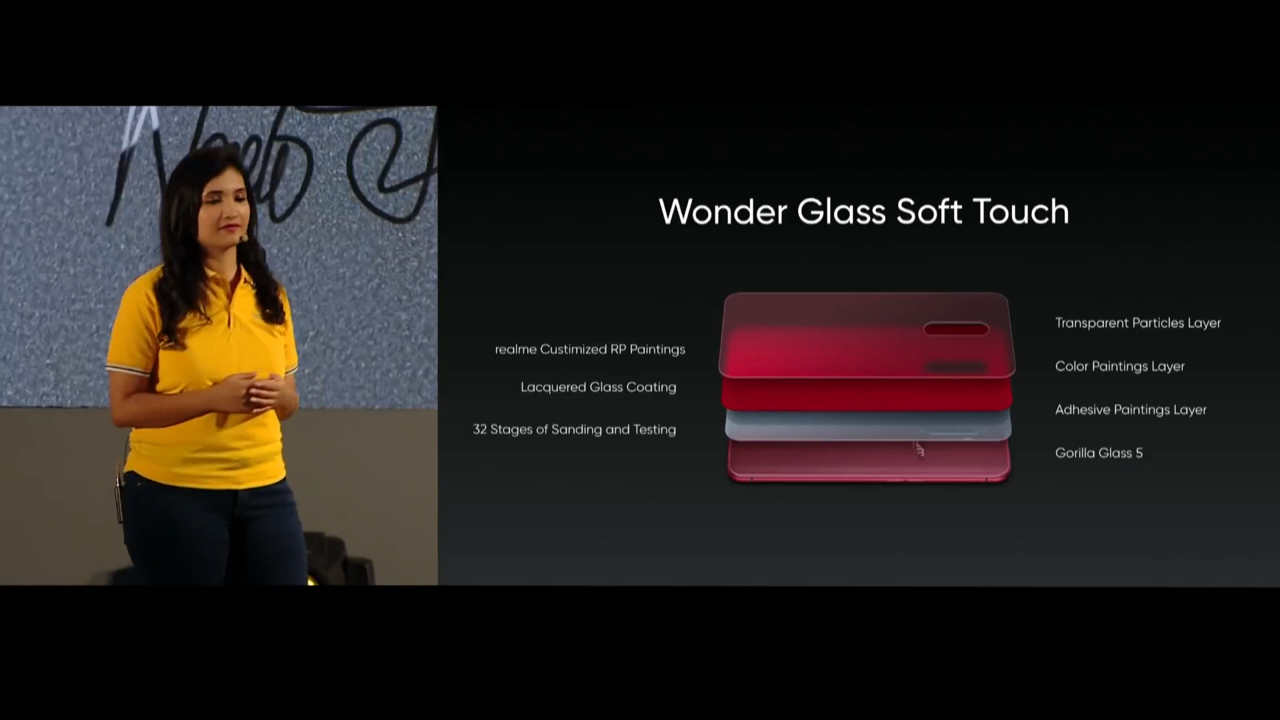 Naoto
Wonder Glass Soft Touch
realme Custimized RP Paintings
Lacquered Glass Coating
32 Stages of Sanding and Testing
Transparent Particles Layer
Color Paintings Layer
Adhesive Paintings Layer
Gorilla Glass 5